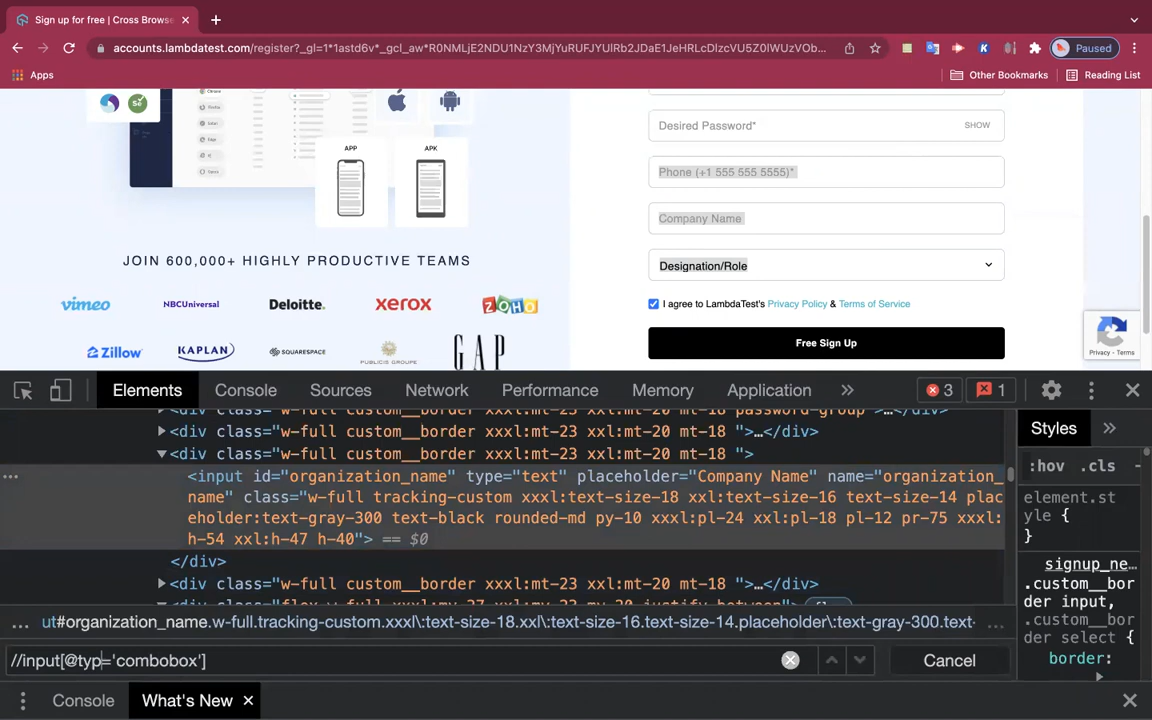 Sign up for free | Cross Browse
accounts.lambdatest.com/register?_gl=1*1astd6v*_gcl_aw*R0NMLjE2NDU1NzY3MjYuRUFJYUlRb2JDaE1JeHRLcDlzcVU5Z0lWUzVOb...
Paused
Apps
Other Bookmarks
Reading List
Desired Password*
SHOW
APP
APK
Phone (+1 555 555 5555)*
Company Name
JOIN 600,000+ HIGHLY PRODUCTIVE TEAMS
Designation/Role
vimeo NBCUniversal Deloitte. xerox ZOHO
I agree to LambdaTest's Privacy Policy & Terms of Service
Zillow KAPLAN SQUARESPACE PUBLICIS GROUPE GAP
Free Sign Up
Privacy - Terms
Elements Console Sources Network Performance Memory Application » 3 1
<div class="w-full custom__border xxxl:mt-23 xxl:mt-20 mt-18 password-group">…</div>
<div class="w-full custom__border xxxl:mt-23 xxl:mt-20 mt-18 ">…</div>
<div class="w-full custom__border xxxl:mt-23 xxl:mt-20 mt-18 ">
<input id="organization_name" type="text" placeholder="Company Name" name="organization_
name" class="w-full tracking-custom xxxl:text-size-18 xxl:text-size-16 text-size-14 plac
eholder:text-gray-300 text-black rounded-md py-10 xxxl:pl-24 xxl:pl-18 pl-12 pr-75 xxxl:
h-54 xxl:h-47 h-40"> == $0
</div>
<div class="w-full custom__border xxxl:mt-23 xxl:mt-20 mt-18 ">…</div>
... ut#organization_name.w-full.tracking-custom.xxxl\:text-size-18.xxl\:text-size-16.text-size-14.placeholder\:text-gray-300.text- ...
//input[@typ='combobox']
Cancel
Styles »
:hov .cls
element.st
yle {
}
signup_ne…
.custom__bor
der input,
.custom__bor
der select {
border:
Console What's New